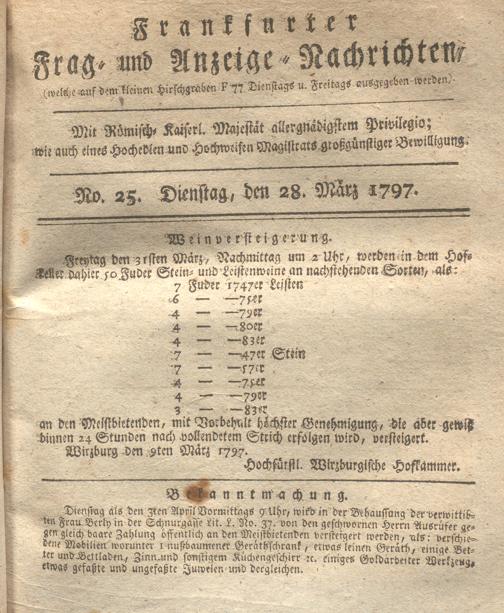 Frankfurter
Frag- und Anzeige-Nachrichten,
(welche auf dem kleinen Hirschgraben F 77 Dienstags u. Freitags ausgegeben werden)
Mit Römisch-Kaiserl. Majestät allergnädigstem Privilegio;
wie auch eines Hochedlen und Hochweisen Magistrats großgünstiger Bewilligung.
No. 25. Dienstag, den 28. März 1797.
Weinversteigerung.
Freytag den 31sten März, Nachmittag um 2 Uhr, werden in dem Hof-
keller dahier 50 Fuder Stein- und Leistenweine an nachstehenden Sorten, als:
7 Fuder 1747er Leisten
6 — —75er
4 — —79er
4 — —80er
4 — —83er
7 — —47er Stein
7 — —57er
4 — —75er
4 — —79er
3 — —83er
an den Meistbietenden, mit Vorbehalt höchster Genehmigung, die aber gewiß
binnen 24 Stunden nach vollendetem Strich erfolgen wird, versteigert.
Wirzburg den 9ten März 1797.
Hochfürstl. Wirzburgische Hofkammer.
Bekanntmachung.
Dienstag als den 3ten April Vormittags 9 Uhr, wird in der Behausung der verwittib-
ten Frau Berly in der Schnurgasse Lit. L. No. 37. von den geschwornen Herrn Ausrüfer ge-
gen gleich baare Zahlung öffentlich an den Meistbietenden versteigert werden, als: verschie-
dene Mobilien worunter 1 nusbaumener Geräthschrank, etwas leinen Geräth, einige Bet-
ter und Bettladen, Zinn und sonstigem Küchengeschirr ꝛc. einiges Goldarbeiter Werkzeug,
etwas gefaßte und ungefaßte Juweien und dergleichen.